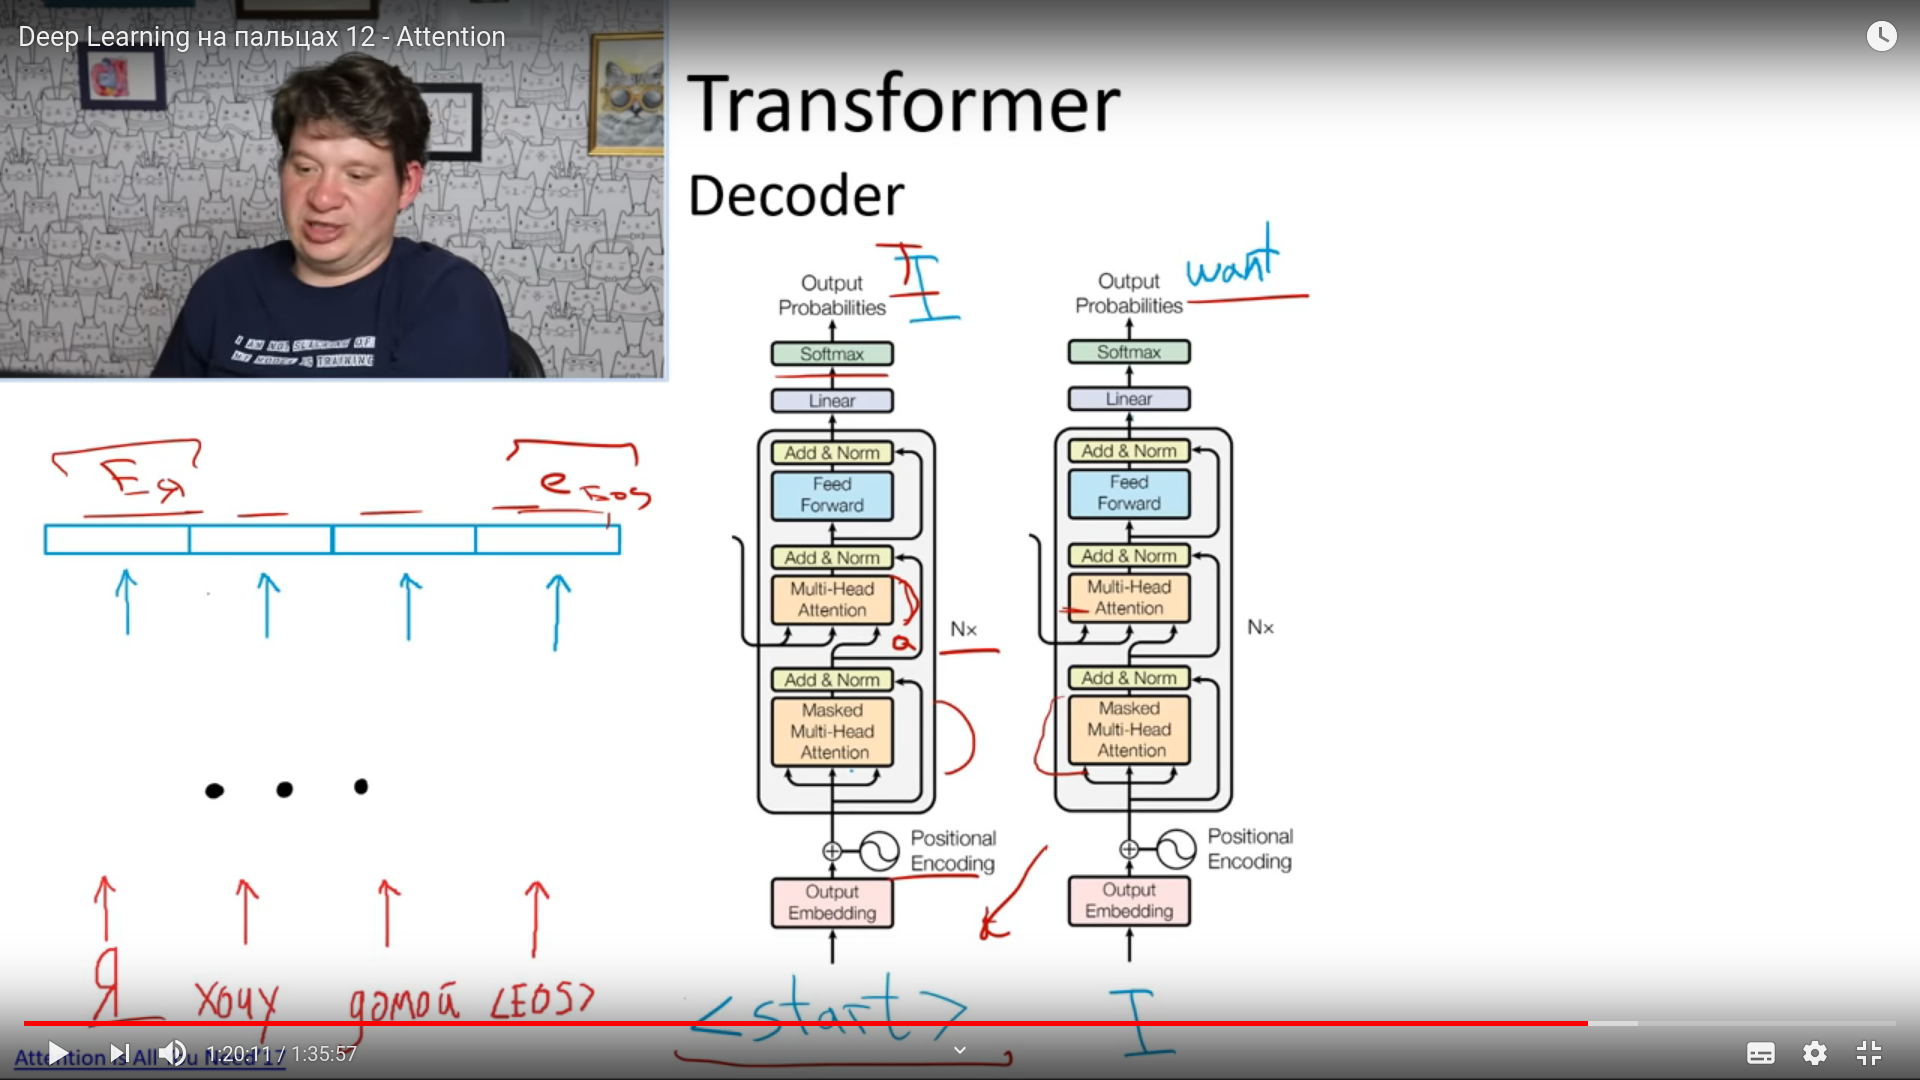 Deep Learning на пальцах 12 - Attention
I AM NOT SLACKING OFF
MY MODEL IS TRAINING
Transformer
Decoder
Output
Probabilities
I
Softmax
Linear
Add & Norm
Feed
Forward
Add & Norm
Multi-Head
Attention
Q
Nx
Add & Norm
Masked
Multi-Head
Attention
Positional
Encoding
Output
Embedding
<start>
Output
Probabilities
want
Softmax
Linear
Add & Norm
Feed
Forward
Add & Norm
Multi-Head
Attention
Nx
Add & Norm
Masked
Multi-Head
Attention
Positional
Encoding
Output
Embedding
I
E я
e EOS
Я хочу домой <EOS>
Attention Is All You Need'17
1:20:11 / 1:35:57